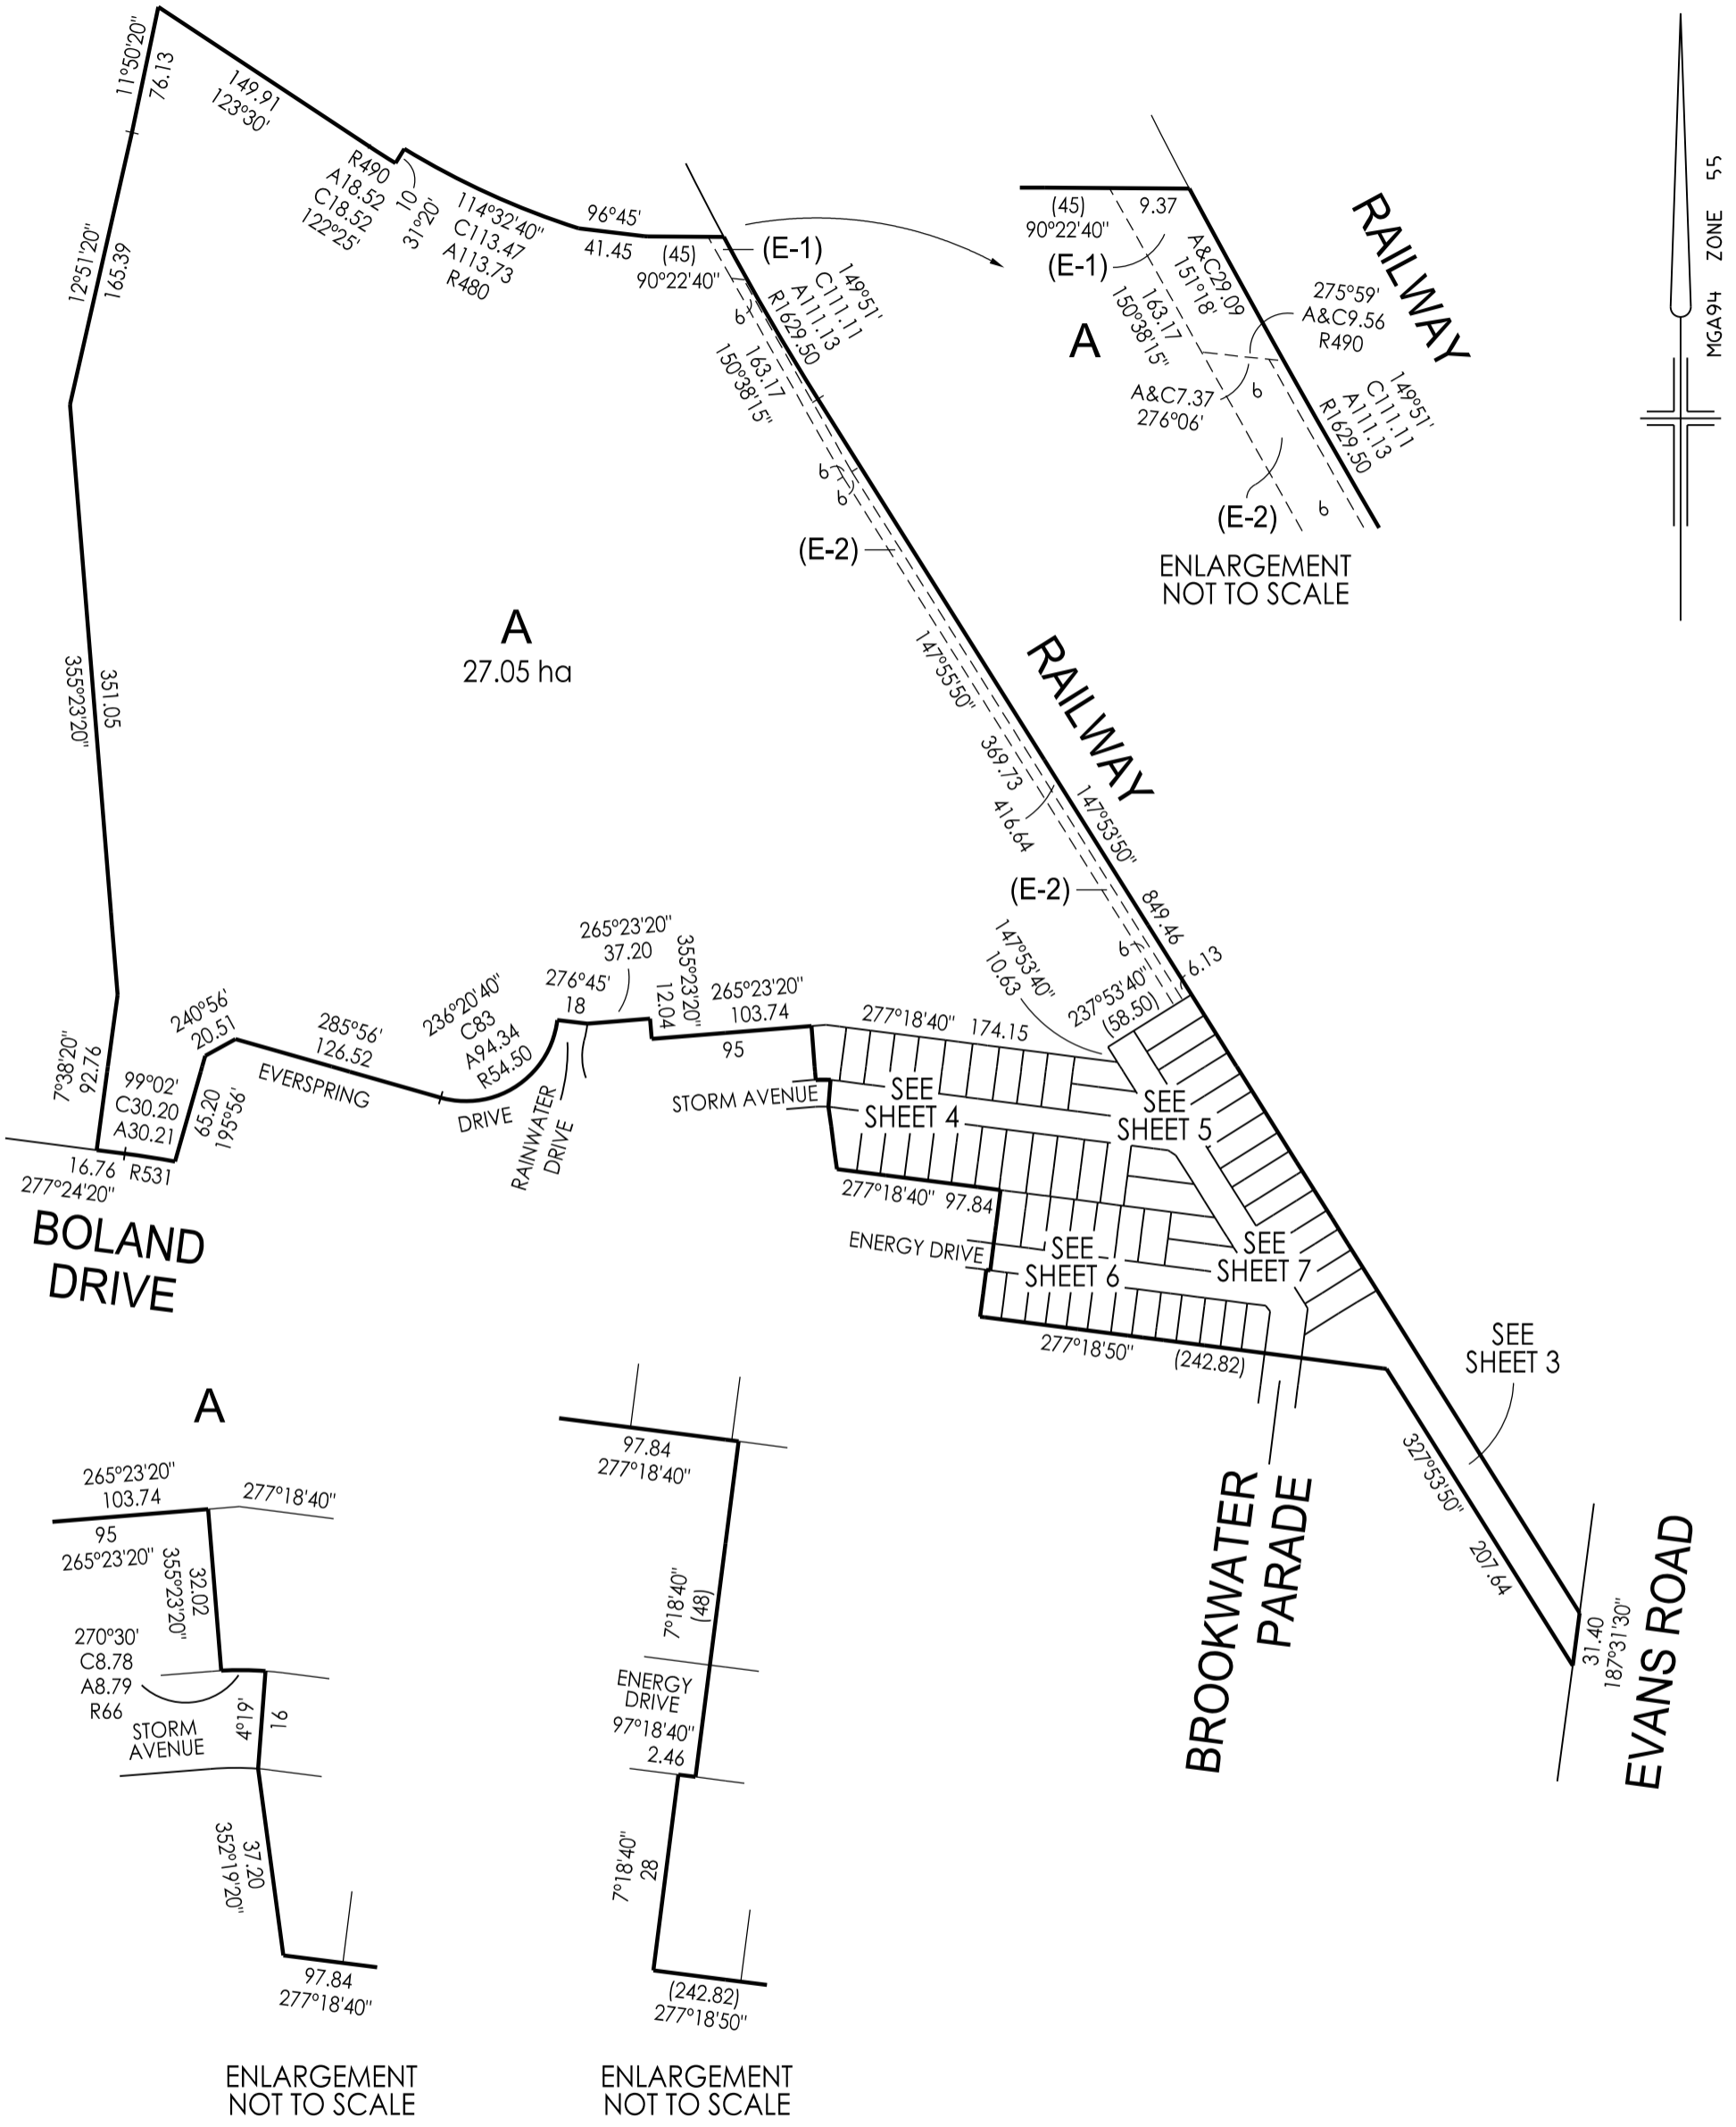 11°50'20"
76.13
149.91
123°30'
R490
A18.52
C18.52
122°25'
10
31°20'
114°32'40"
C113.47
A113.73
R480
96°45'
41.45
(45)
90°22'40"
(E-1)
149°51'
C111.11
A111.13
R1629.50
6
163.17
150°38'15"
12°51'20"
165.39
(45)
90°22'40"
9.37
(E-1)
A&C29.09
151°18'
163.17
150°38'15"
A
275°59'
A&C9.56
R490
A&C7.37
276°06'
6
149°51'
C111.11
A111.13
R1629.50
(E-2)
6
RAILWAY
ENLARGEMENT
NOT TO SCALE
MGA94 ZONE 55
6
6
(E-2)
A
27.05 ha
351.05
355°23'20"
147°55'50"
369.73
416.64
RAILWAY
147°53'50"
849.46
(E-2)
6
6.13
147°53'40"
10.63
237°53'40"
(58.50)
7°38'20"
92.76
99°02'
C30.20
A30.21
16.76
R531
277°24'20"
BOLAND
DRIVE
65.20
195°56'
240°56'
20.51
285°56'
126.52
EVERSPRING
DRIVE
236°20'40"
C83
A94.34
R54.50
276°45'
18
RAINWATER
DRIVE
265°23'20"
37.20
355°23'20"
12.04
265°23'20"
103.74
95
277°18'40" 174.15
STORM AVENUE
SEE
SHEET 4
SEE
SHEET 5
277°18'40" 97.84
ENERGY DRIVE
SEE
SHEET 6
SEE
SHEET 7
277°18'50" (242.82)
SEE
SHEET 3
327°53'50"
207.64
31.40
187°31'30"
BROOKWATER
PARADE
EVANS ROAD
A
265°23'20"
103.74
277°18'40"
95
265°23'20"
32.02
355°23'20"
270°30'
C8.78
A8.79
R66
STORM
AVENUE
4°19'
16
37.20
352°19'20"
97.84
277°18'40"
ENLARGEMENT
NOT TO SCALE
97.84
277°18'40"
7°18'40"
(48)
ENERGY
DRIVE
97°18'40"
2.46
7°18'40"
28
(242.82)
277°18'50"
ENLARGEMENT
NOT TO SCALE